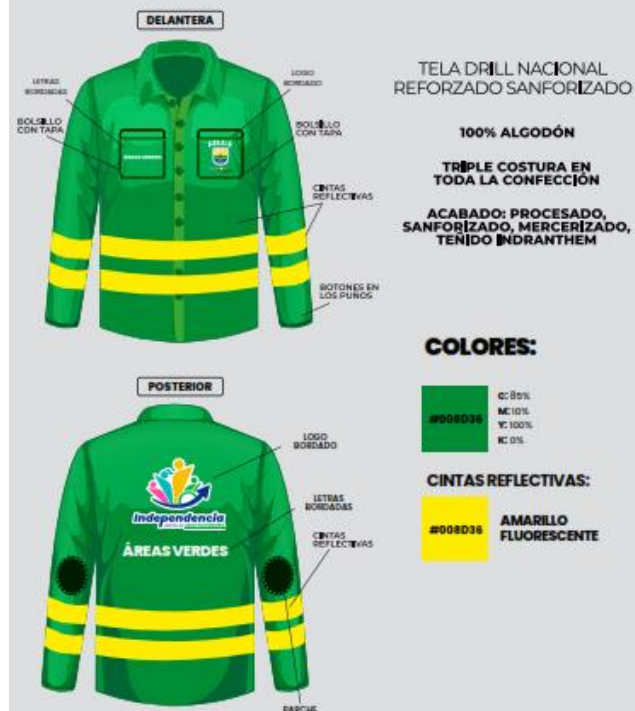 DELANTERA
LETRAS
BORDADAS
BOLSILLO
CON TAPA
LOGO
BORDADO
BOLSILLO
CON TAPA
ÁREAS VERDES
CINTAS
REFLECTIVAS
BOTONES EN
LOS PUÑOS
TELA DRILL NACIONAL
REFORZADO SANFORIZADO
100% ALGODÓN
TRIPLE COSTURA EN
TODA LA CONFECCIÓN
ACABADO: PROCESADO,
SANFORIZADO, MERCERIZADO,
TEÑIDO INDRANTHEM
POSTERIOR
LOGO
BORDADO
LETRAS
BORDADAS
CINTAS
REFLECTIVAS
Independencia
ÁREAS VERDES
PARCHE
COLORES:
#008D36
C: 85%
M: 10%
Y: 100%
K: 0%
CINTAS REFLECTIVAS:
#008D36
AMARILLO
FLUORESCENTE